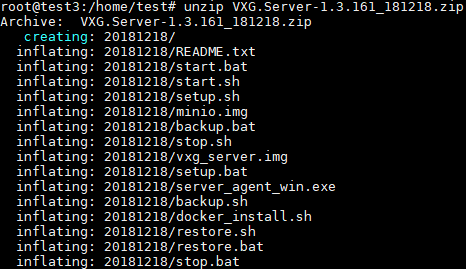 root@test3:/home/test# unzip VXG.Server-1.3.161_181218.zip
Archive:  VXG.Server-1.3.161_181218.zip
   creating: 20181218/
  inflating: 20181218/README.txt
  inflating: 20181218/start.bat
  inflating: 20181218/start.sh
  inflating: 20181218/setup.sh
  inflating: 20181218/minio.img
  inflating: 20181218/backup.bat
  inflating: 20181218/stop.sh
  inflating: 20181218/vxg_server.img
  inflating: 20181218/setup.bat
  inflating: 20181218/server_agent_win.exe
  inflating: 20181218/backup.sh
  inflating: 20181218/docker_install.sh
  inflating: 20181218/restore.sh
  inflating: 20181218/restore.bat
  inflating: 20181218/stop.bat